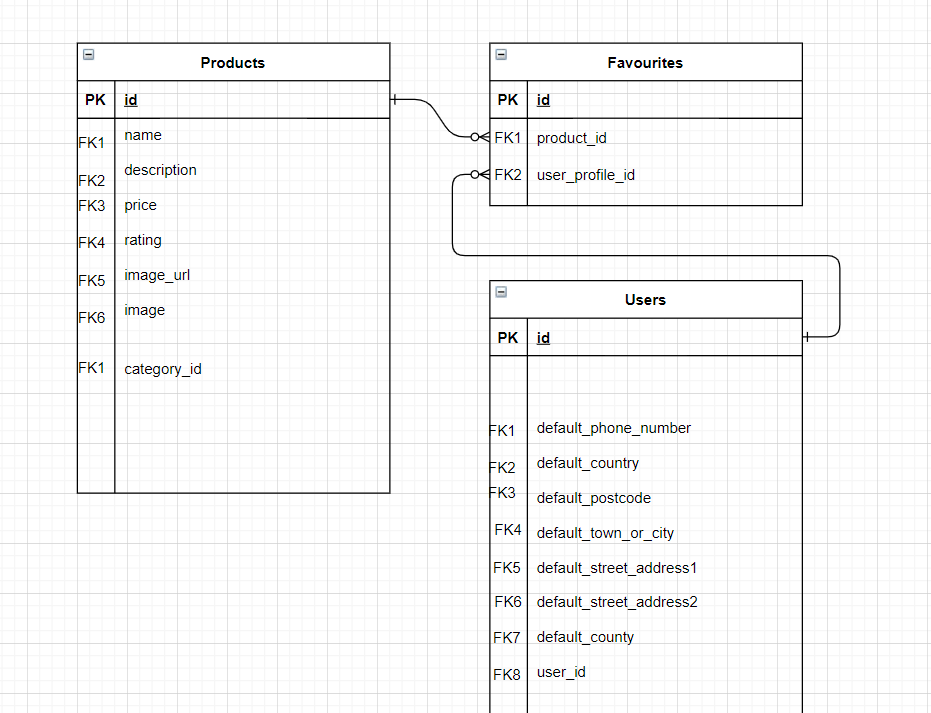 Products
PK id
FK1 name
FK2 description
FK3 price
FK4 rating
FK5 image_url
FK6 image
FK1 category_id
Favourites
PK id
FK1 product_id
FK2 user_profile_id
Users
PK id
FK1 default_phone_number
FK2 default_country
FK3 default_postcode
FK4 default_town_or_city
FK5 default_street_address1
FK6 default_street_address2
FK7 default_county
FK8 user_id